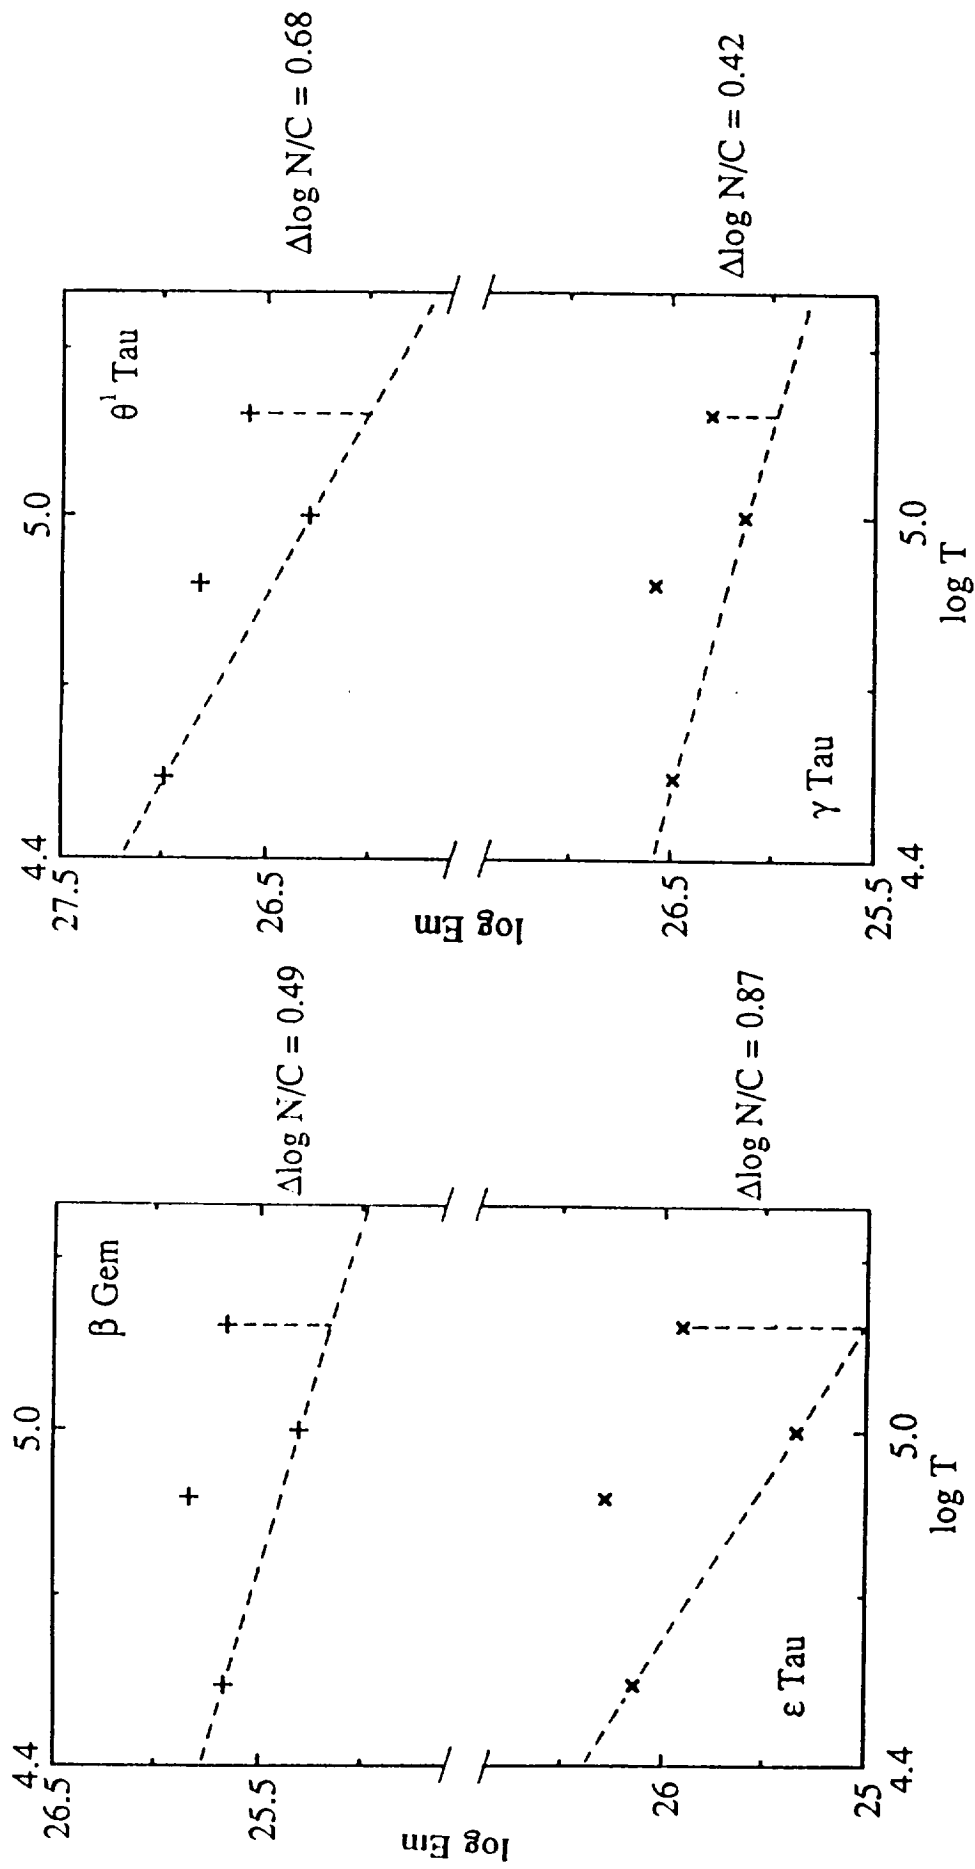 4.4
5.0
26.5
25.5
log Em
β Gem
Δlog N/C = 0.49
26
25
ε Tau
Δlog N/C = 0.87
4.4
5.0
log T
4.4
5.0
27.5
26.5
log Em
θ¹ Tau
Δlog N/C = 0.68
26.5
25.5
γ Tau
Δlog N/C = 0.42
4.4
5.0
log T